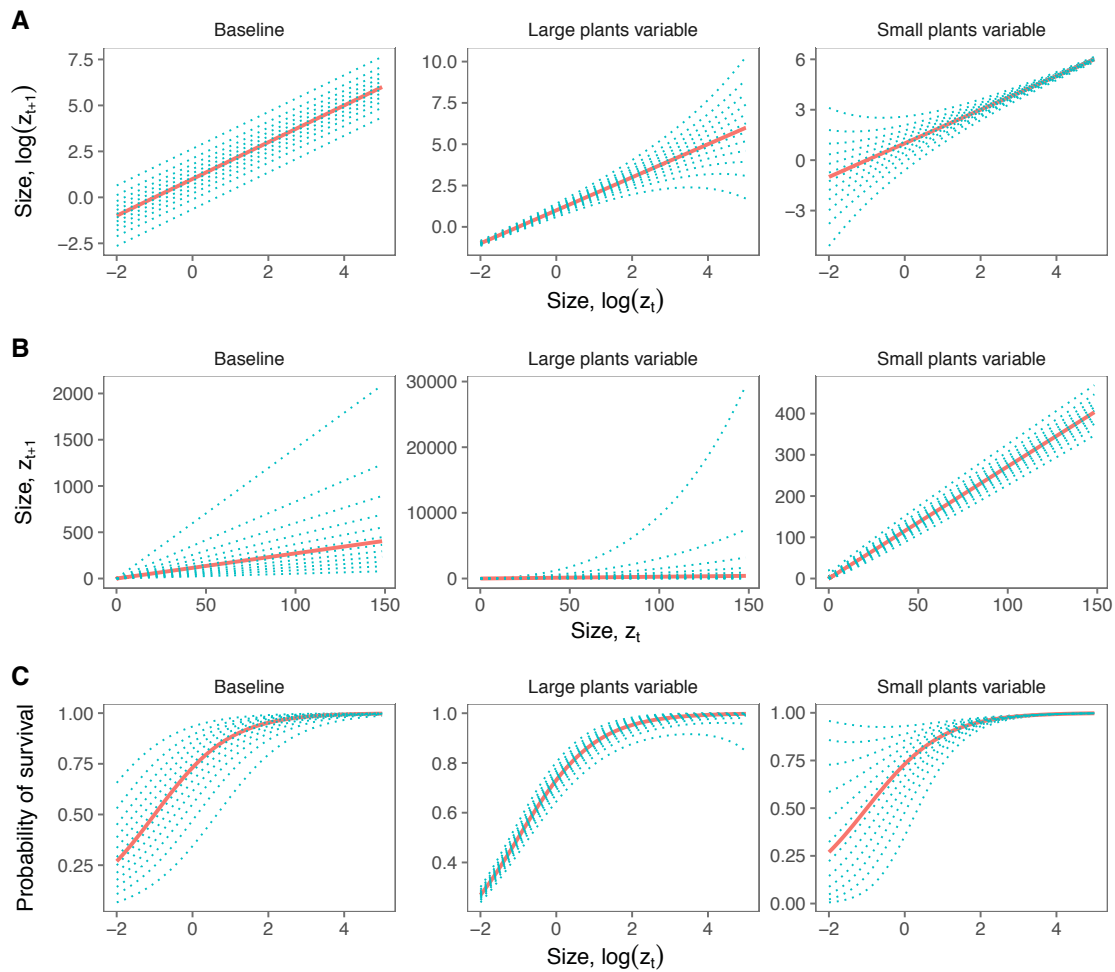 A
Baseline
Large plants variable
Small plants variable
Size, log(z_{t+1})
7.5
5.0
2.5
0.0
−2.5
10.0
7.5
5.0
2.5
0.0
6
3
0
−3
−2 0 2 4
−2 0 2 4
−2 0 2 4
Size, log(z_t)
B
Baseline
Large plants variable
Small plants variable
Size, z_{t+1}
2000
1500
1000
500
0
30000
20000
10000
0
400
300
200
100
0
0 50 100 150
0 50 100 150
0 50 100 150
Size, z_t
C
Baseline
Large plants variable
Small plants variable
Probability of survival
1.00
0.75
0.50
0.25
1.0
0.8
0.6
0.4
1.00
0.75
0.50
0.25
0.00
−2 0 2 4
−2 0 2 4
−2 0 2 4
Size, log(z_t)